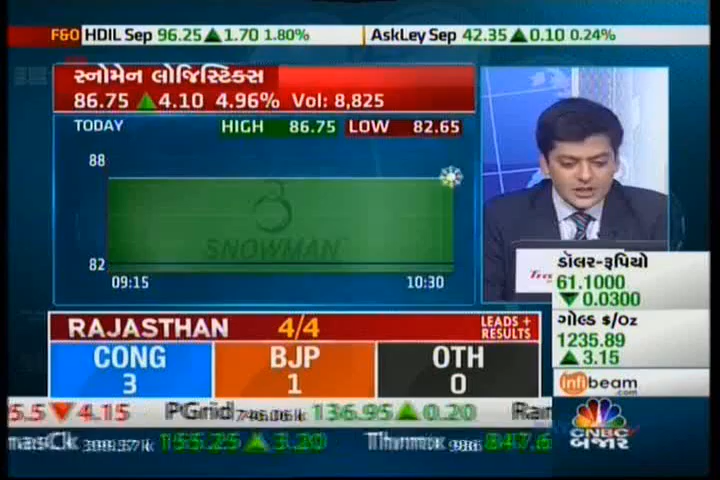 F&O HDIL Sep 96.25 ▲ 1.70 1.80% AskLey Sep 42.35 ▲ 0.10 0.24%
સ્નોમેન લોજિસ્ટિક્સ
86.75 ▲ 4.10 4.96% Vol: 8,825
TODAY HIGH 86.75 LOW 82.65
88
SNOWMAN
82
09:15 10:30
ડૉલર-રૂપિયો
61.1000
▼ 0.0300
ગોલ્ડ $/Oz
1235.89
▲ 3.15
RAJASTHAN 4/4 LEADS + RESULTS
CONG BJP OTH
3 1 0
infibeam.com
5.5 ▼ 4.15 PGrid 136.95 ▲ 0.20 Ran
▲ 3.20 847.6
CNBC
બજાર